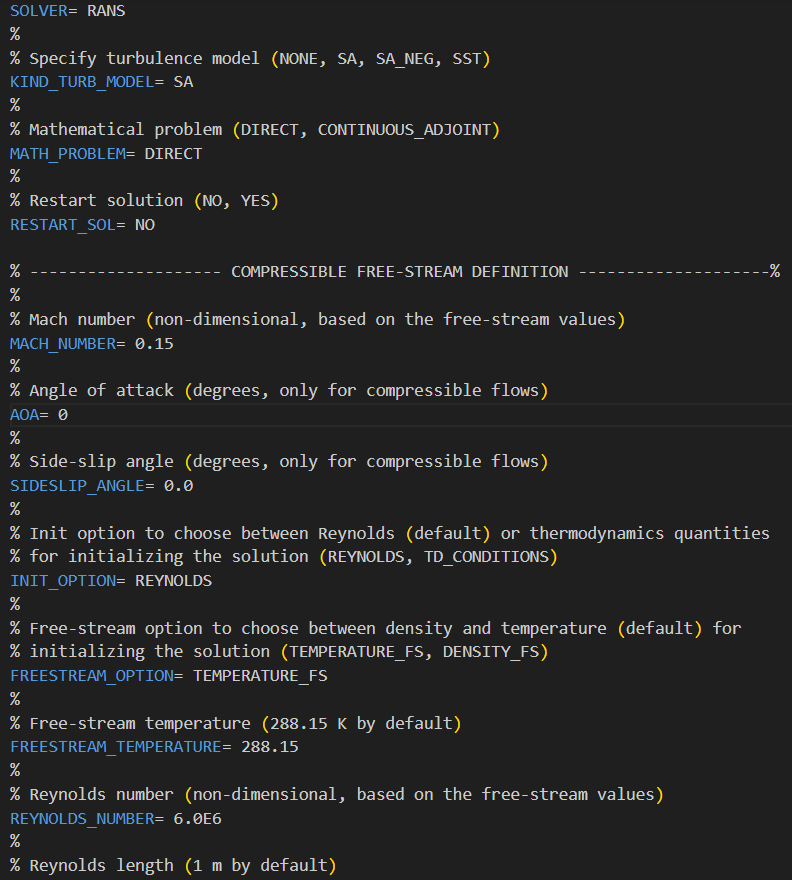 SOLVER= RANS
%
% Specify turbulence model (NONE, SA, SA_NEG, SST)
KIND_TURB_MODEL= SA
%
% Mathematical problem (DIRECT, CONTINUOUS_ADJOINT)
MATH_PROBLEM= DIRECT
%
% Restart solution (NO, YES)
RESTART_SOL= NO

% -------------------- COMPRESSIBLE FREE-STREAM DEFINITION --------------------%
%
% Mach number (non-dimensional, based on the free-stream values)
MACH_NUMBER= 0.15
%
% Angle of attack (degrees, only for compressible flows)
AOA= 0
%
% Side-slip angle (degrees, only for compressible flows)
SIDESLIP_ANGLE= 0.0
%
% Init option to choose between Reynolds (default) or thermodynamics quantities
% for initializing the solution (REYNOLDS, TD_CONDITIONS)
INIT_OPTION= REYNOLDS
%
% Free-stream option to choose between density and temperature (default) for
% initializing the solution (TEMPERATURE_FS, DENSITY_FS)
FREESTREAM_OPTION= TEMPERATURE_FS
%
% Free-stream temperature (288.15 K by default)
FREESTREAM_TEMPERATURE= 288.15
%
% Reynolds number (non-dimensional, based on the free-stream values)
REYNOLDS_NUMBER= 6.0E6
%
% Reynolds length (1 m by default)